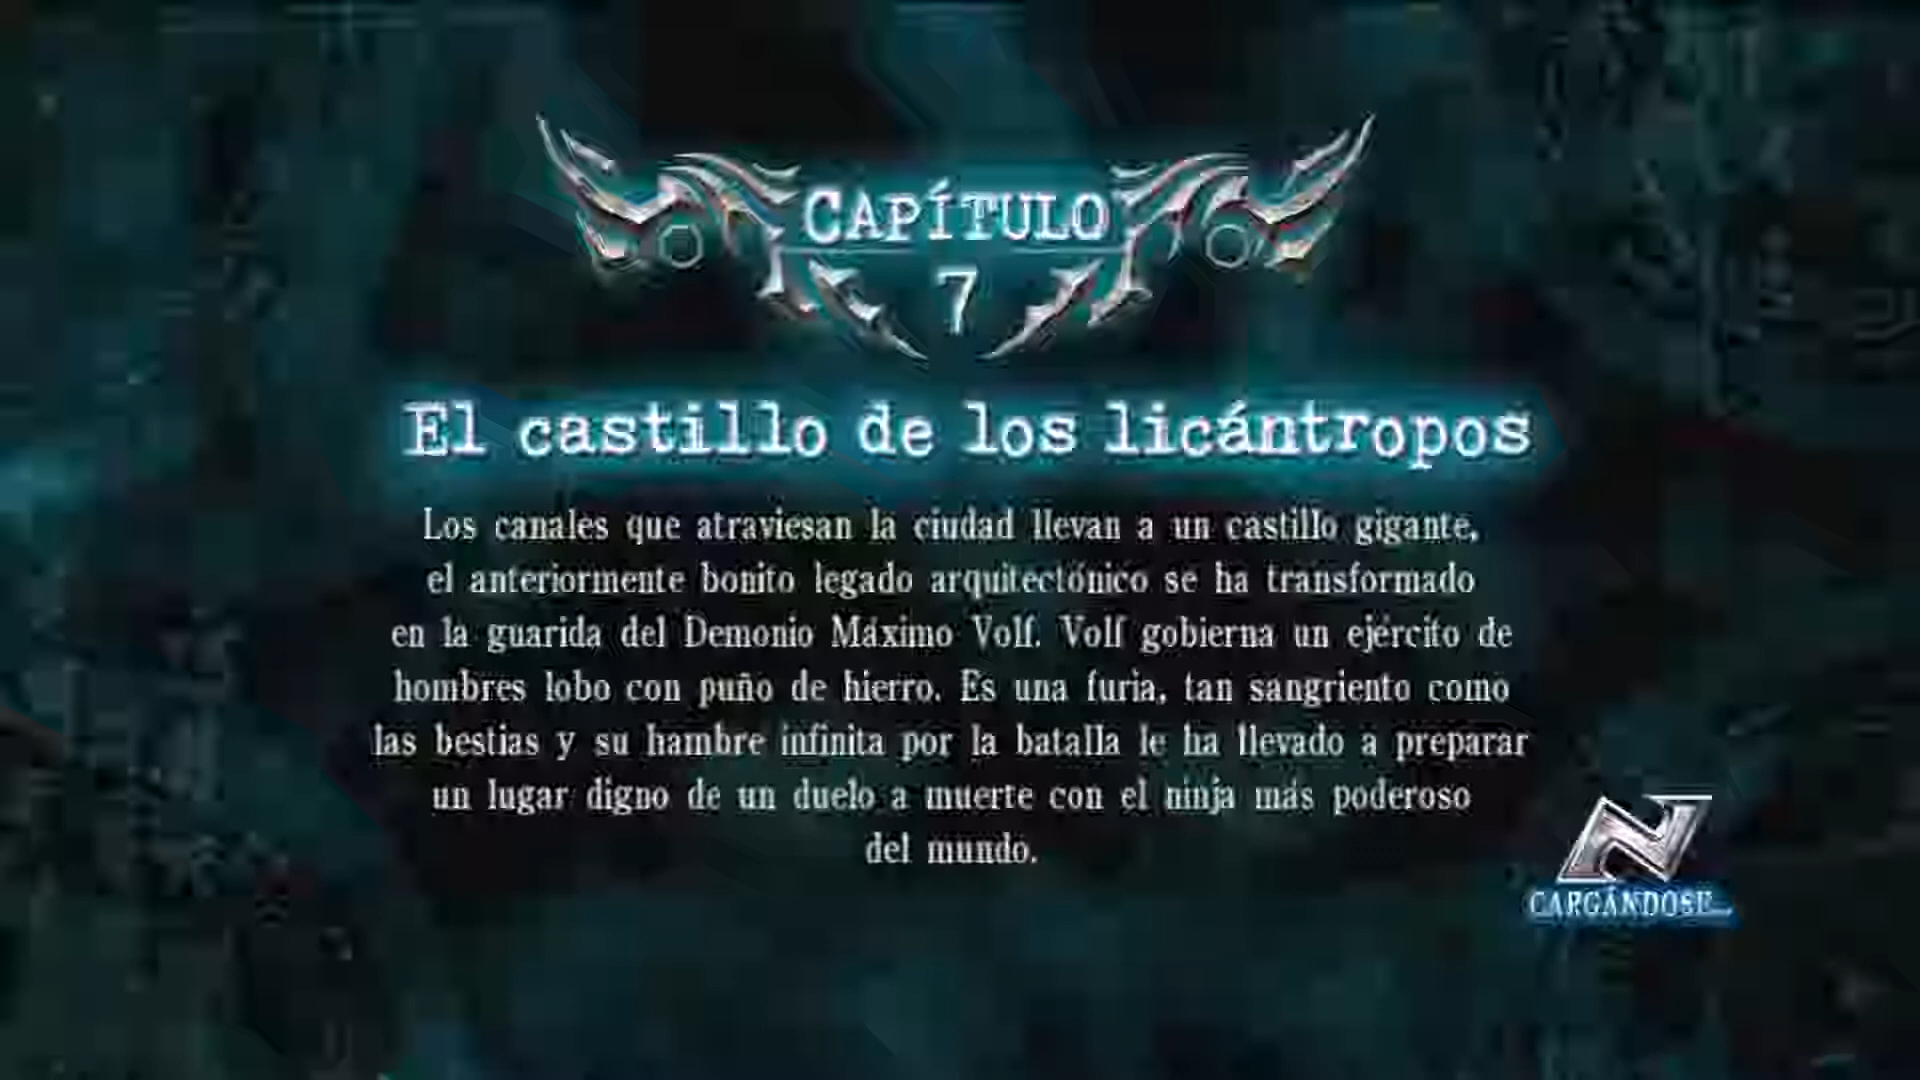 CAPÍTULO
7
El castillo de los licántropos
Los canales que atraviesan la ciudad llevan a un castillo gigante,
el anteriormente bonito legado arquitectónico se ha transformado
en la guarida del Demonio Máximo Volf. Volf gobierna un ejército de
hombres lobo con puño de hierro. Es una furia, tan sangriento como
las bestias y su hambre infinita por la batalla le ha llevado a preparar
un lugar digno de un duelo a muerte con el ninja más poderoso
del mundo.
CARGÁNDOSE...